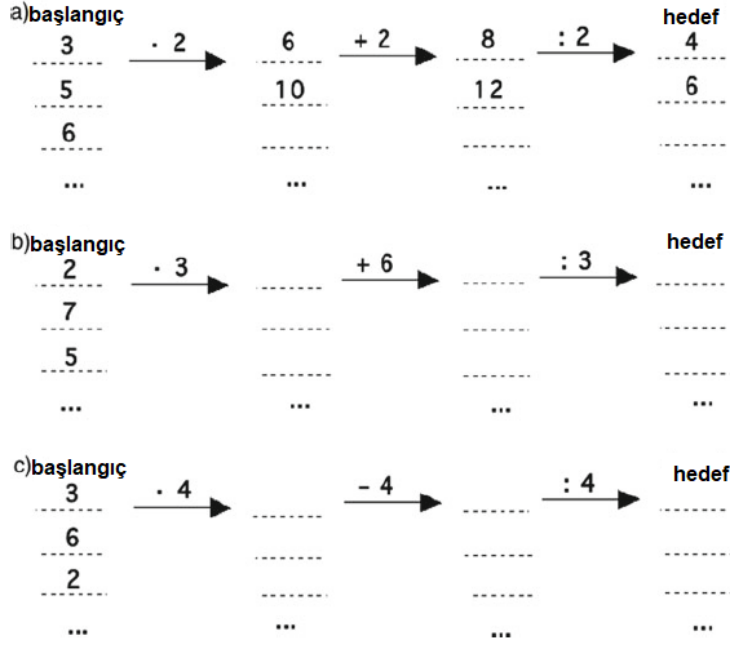 a)başlangıç hedef
3 · 2 6 + 2 8 : 2 4
5 10 12 6
6
... ... ... ...
b)başlangıç hedef
2 · 3 + 6 : 3
7
5
... ... ... ...
c)başlangıç hedef
3 · 4 - 4 : 4
6
2
... ... ... ...